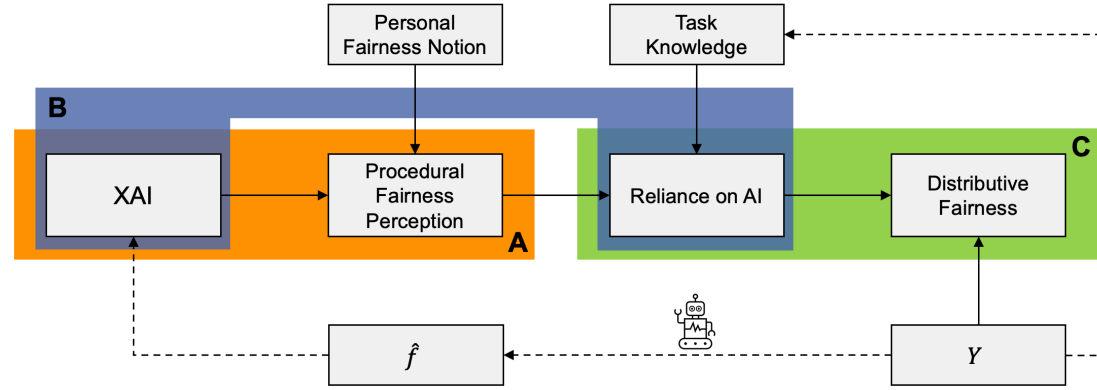 Personal
Fairness Notion
Task
Knowledge
B
XAI
Procedural
Fairness
Perception
Reliance on AI
Distributive
Fairness
C
A
f̂
Y